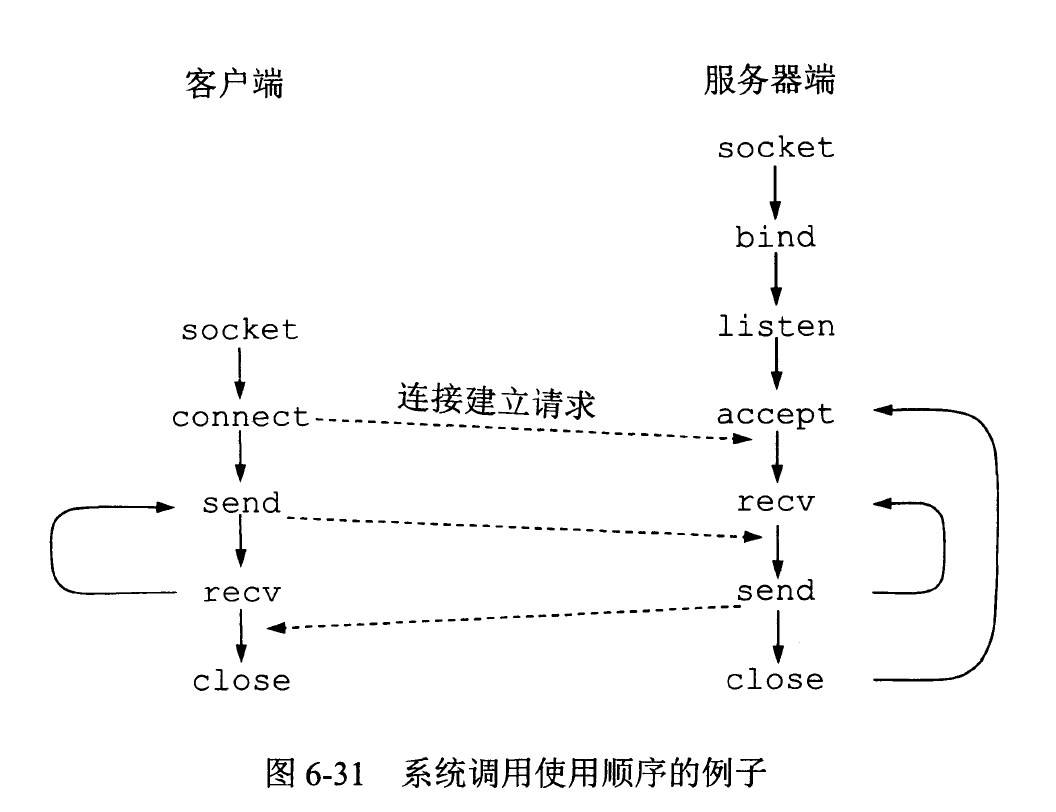 客户端
服务器端
socket
bind
listen
socket
连接建立请求
connect
accept
send
recv
recv
send
close
close
图 6-31 系统调用使用顺序的例子